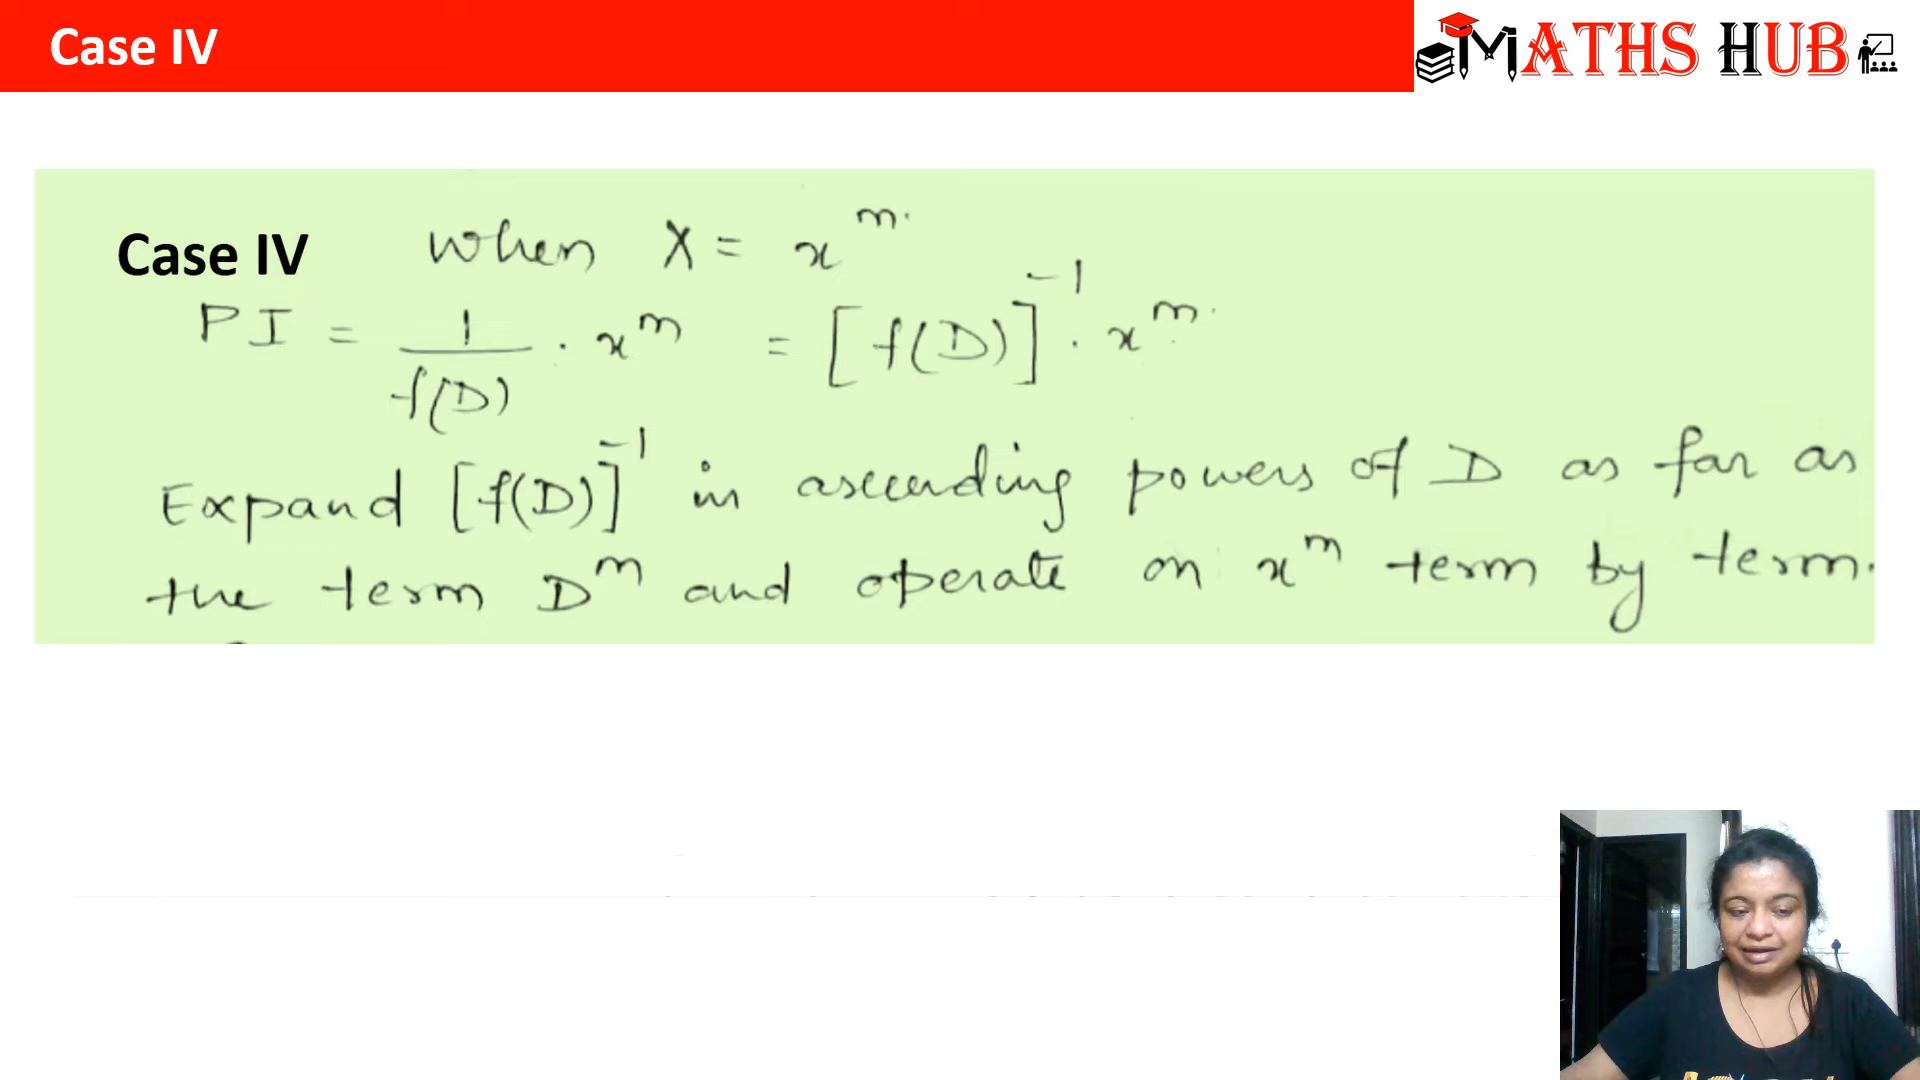 Case IV
MATHS HUB
Case IV when X = x^m.
PI = 1/f(D) · x^m = [f(D)]^-1 · x^m.
Expand [f(D)]^-1 in ascending powers of D as far as
the term D^m and operate on x^m term by term.